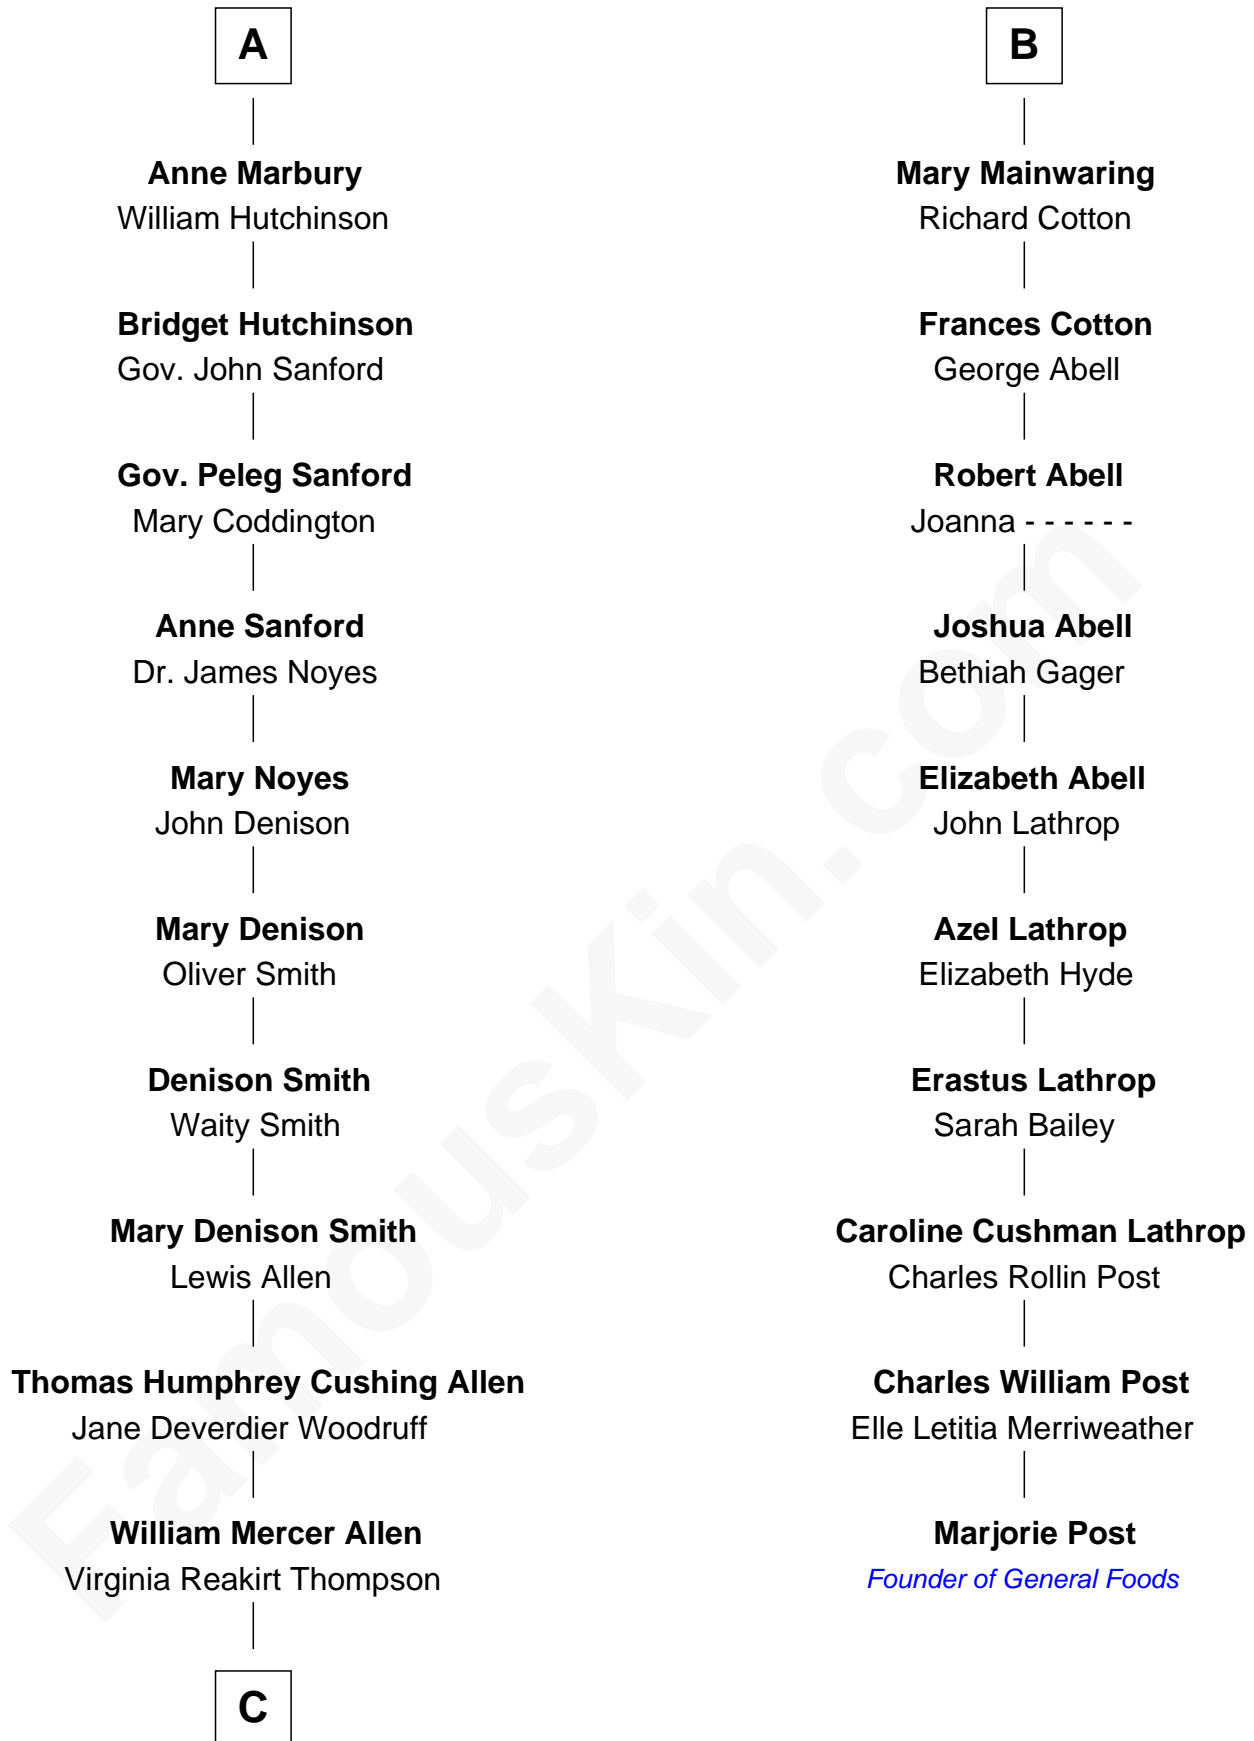 A
Anne Marbury
William Hutchinson
Bridget Hutchinson
Gov. John Sanford
Gov. Peleg Sanford
Mary Coddington
Anne Sanford
Dr. James Noyes
Mary Noyes
John Denison
Mary Denison
Oliver Smith
Denison Smith
Waity Smith
Mary Denison Smith
Lewis Allen
Thomas Humphrey Cushing Allen
Jane Deverdier Woodruff
William Mercer Allen
Virginia Reakirt Thompson
C
B
Mary Mainwaring
Richard Cotton
Frances Cotton
George Abell
Robert Abell
Joanna - - - - - -
Joshua Abell
Bethiah Gager
Elizabeth Abell
John Lathrop
Azel Lathrop
Elizabeth Hyde
Erastus Lathrop
Sarah Bailey
Caroline Cushman Lathrop
Charles Rollin Post
Charles William Post
Elle Letitia Merriweather
Marjorie Post
Founder of General Foods
FamousKin.com